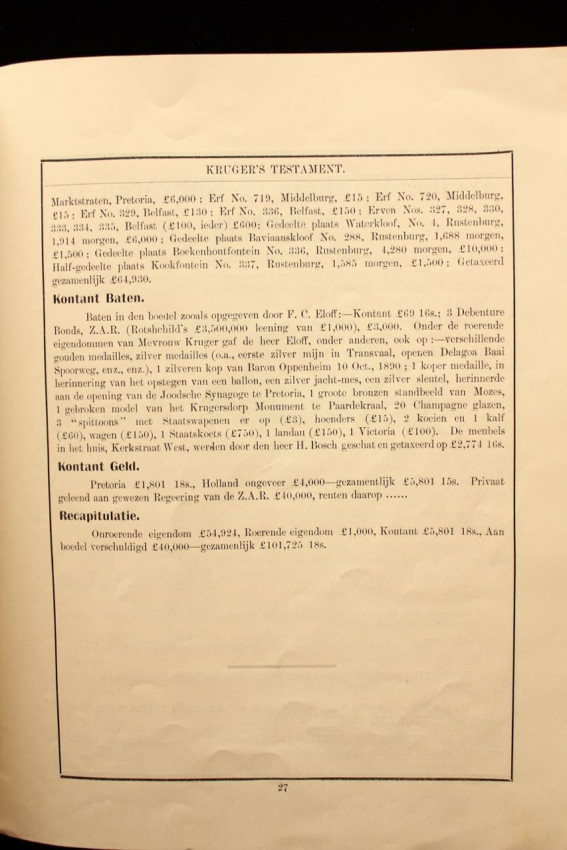 KRUGER'S TESTAMENT.
Marktstraten, Pretoria, £6,000 ; Erf No. 719, Middelburg, £15 ; Erf No. 720, Middelburg,
£15 ; Erf No. 329, Belfast, £130 ; Erf No. 336, Belfast, £150 ; Erven Nos. 327, 328, 330,
333, 334, 335, Belfast (£100, ieder) £600; Gedeelte plaats Waterkloof, No. 4, Rustenburg,
1,914 morgen, £6,000 ; Gedeelte plaats Baviaanskloof No. 288, Rustenburg, 1,688 morgen,
£1,500 ; Gedeelte plaats Boekenhoutfontein No. 336, Rustenburg, 4,280 morgen, £10,000 ;
Half-gedeelte plaats Kookfontein No. 337, Rustenburg, 1,585 morgen, £1,500 ; Getaxeerd
gezamenlijk £64,930.
Kontant Baten.
Baten in den boedel zooals opgegeven door F. C. Eloff:—Kontant £69 16s.; 3 Debenture
Bonds, Z.A.R. (Rotshchild's £3,500,000 leening van £1,000), £3,000. Onder de roerende
eigendommen van Mevrouw Kruger gaf de heer Eloff, onder anderen, ook op :—verschillende
gouden medailles, zilver medailles (o.a., eerste zilver mijn in Transvaal, openen Delagoa Baai
Spoorweg, enz., enz.), 1 zilveren kop van Baron Oppenheim 10 Oct., 1890 ; 1 koper medaille, in
herinnering van het opstegen van een ballon, een zilver jacht-mes, een zilver sleutel, herinnerde
aan de opening van de Joodsche Synagoge te Pretoria, 1 groote bronzen standbeeld van Mozes,
1 gebroken model van het Krugersdorp Monument te Paardekraal, 20 Champagne glazen,
3 "spittoons" met Staatswapenen er op (£3), hoenders (£15), 2 koeien en 1 kalf
(£60), wagen (£150), 1 Staatskoets (£750), 1 landau (£150), 1 Victoria (£100). De meubels
in het huis, Kerkstraat West, werden door den heer H. Bosch geschat en getaxeerd op £2,774 16s.
Kontant Geld.
Pretoria £1,801 18s., Holland ongeveer £4,000—gezamentlijk £5,801 15s. Privaat
geleend aan gewezen Regeering van de Z.A.R. £40,000, renten daarop ......
Recapitulatie.
Onroerende eigendom £54,924, Roerende eigendom £1,000, Kontant £5,801 18s., Aan
boedel verschuldigd £40,000—gezamenlijk £101,725 18s.
27